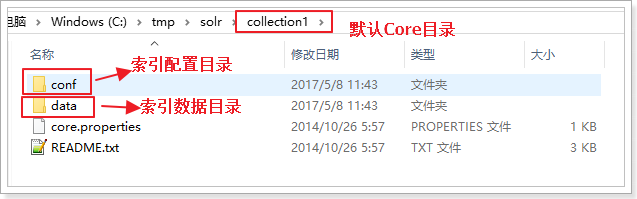 电脑 > Windows (C:) > tmp > solr > collection1 >
默认Core目录
名称 修改日期 类型 大小
索引配置目录
conf 2017/5/8 11:43 文件夹
data 2017/5/8 11:43 文件夹
索引数据目录
core.properties 2014/10/26 5:57 PROPERTIES 文件 1 KB
README.txt 2014/10/26 5:57 TXT 文件 3 KB